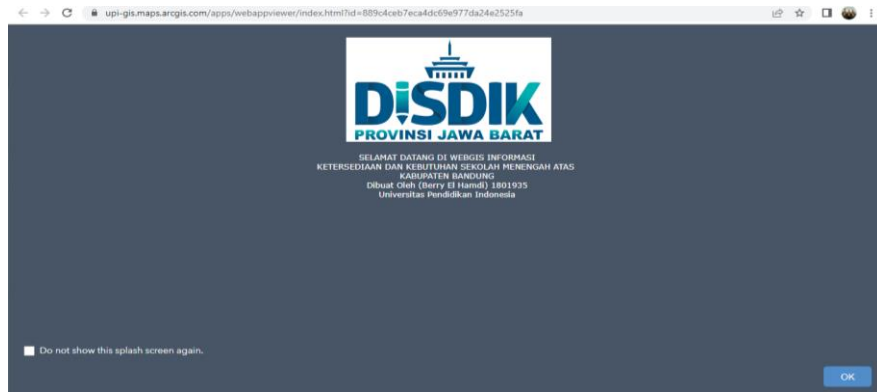 upi-gis.maps.arcgis.com/apps/webappviewer/index.html?id=889c4ceb7eca4dc69e977da24e2525fa
DISDIK
PROVINSI JAWA BARAT
SELAMAT DATANG DI WEBGIS INFORMASI
KETERSEDIAAN DAN KEBUTUHAN SEKOLAH MENENGAH ATAS
KABUPATEN BANDUNG
Dibuat Oleh (Berry El Hamdi) 1801935
Universitas Pendidikan Indonesia
Do not show this splash screen again.
OK